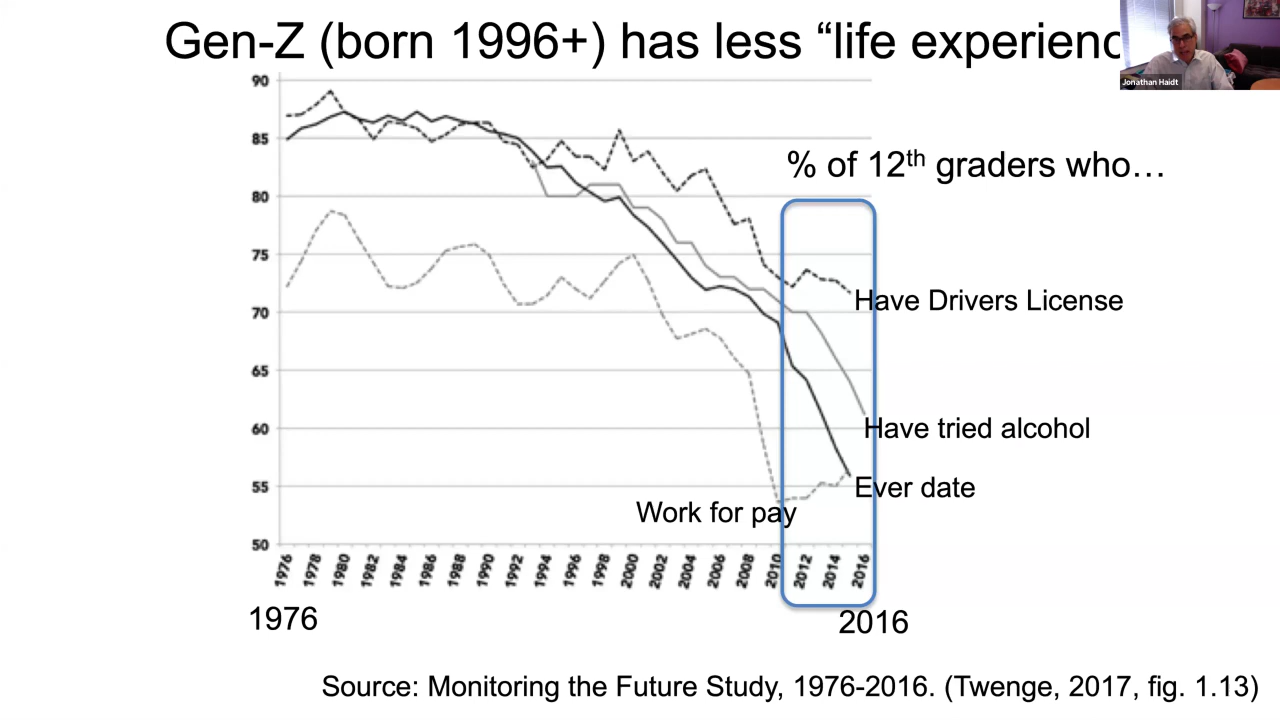 Gen-Z (born 1996+) has less “life experienc
Jonathan Haidt
% of 12th graders who…
90
85
80
75
70
65
60
55
50
Have Drivers License
Have tried alcohol
Ever date
Work for pay
1976 1978 1980 1982 1984 1986 1988 1990 1992 1994 1996 1998 2000 2002 2004 2006 2008 2010 2012 2014 2016
1976
2016
Source: Monitoring the Future Study, 1976-2016. (Twenge, 2017, fig. 1.13)